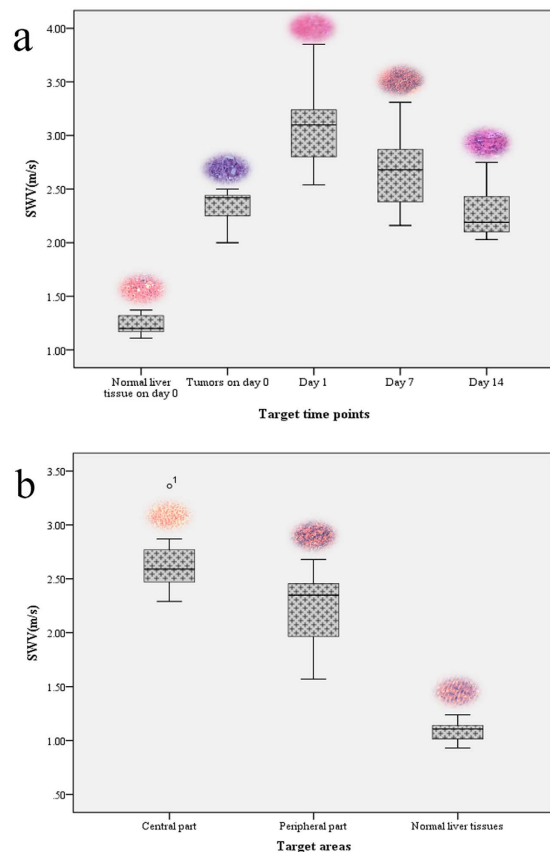 a
4.00
3.50
3.00
2.50
2.00
1.50
1.00
SWV(m/s)
Normal liver
tissue on day 0
Tumors on day 0
Day 1
Day 7
Day 14
Target time points
b
3.50
3.00
2.50
2.00
1.50
1.00
.50
SWV(m/s)
1
Central part
Peripheral part
Normal liver tissues
Target areas